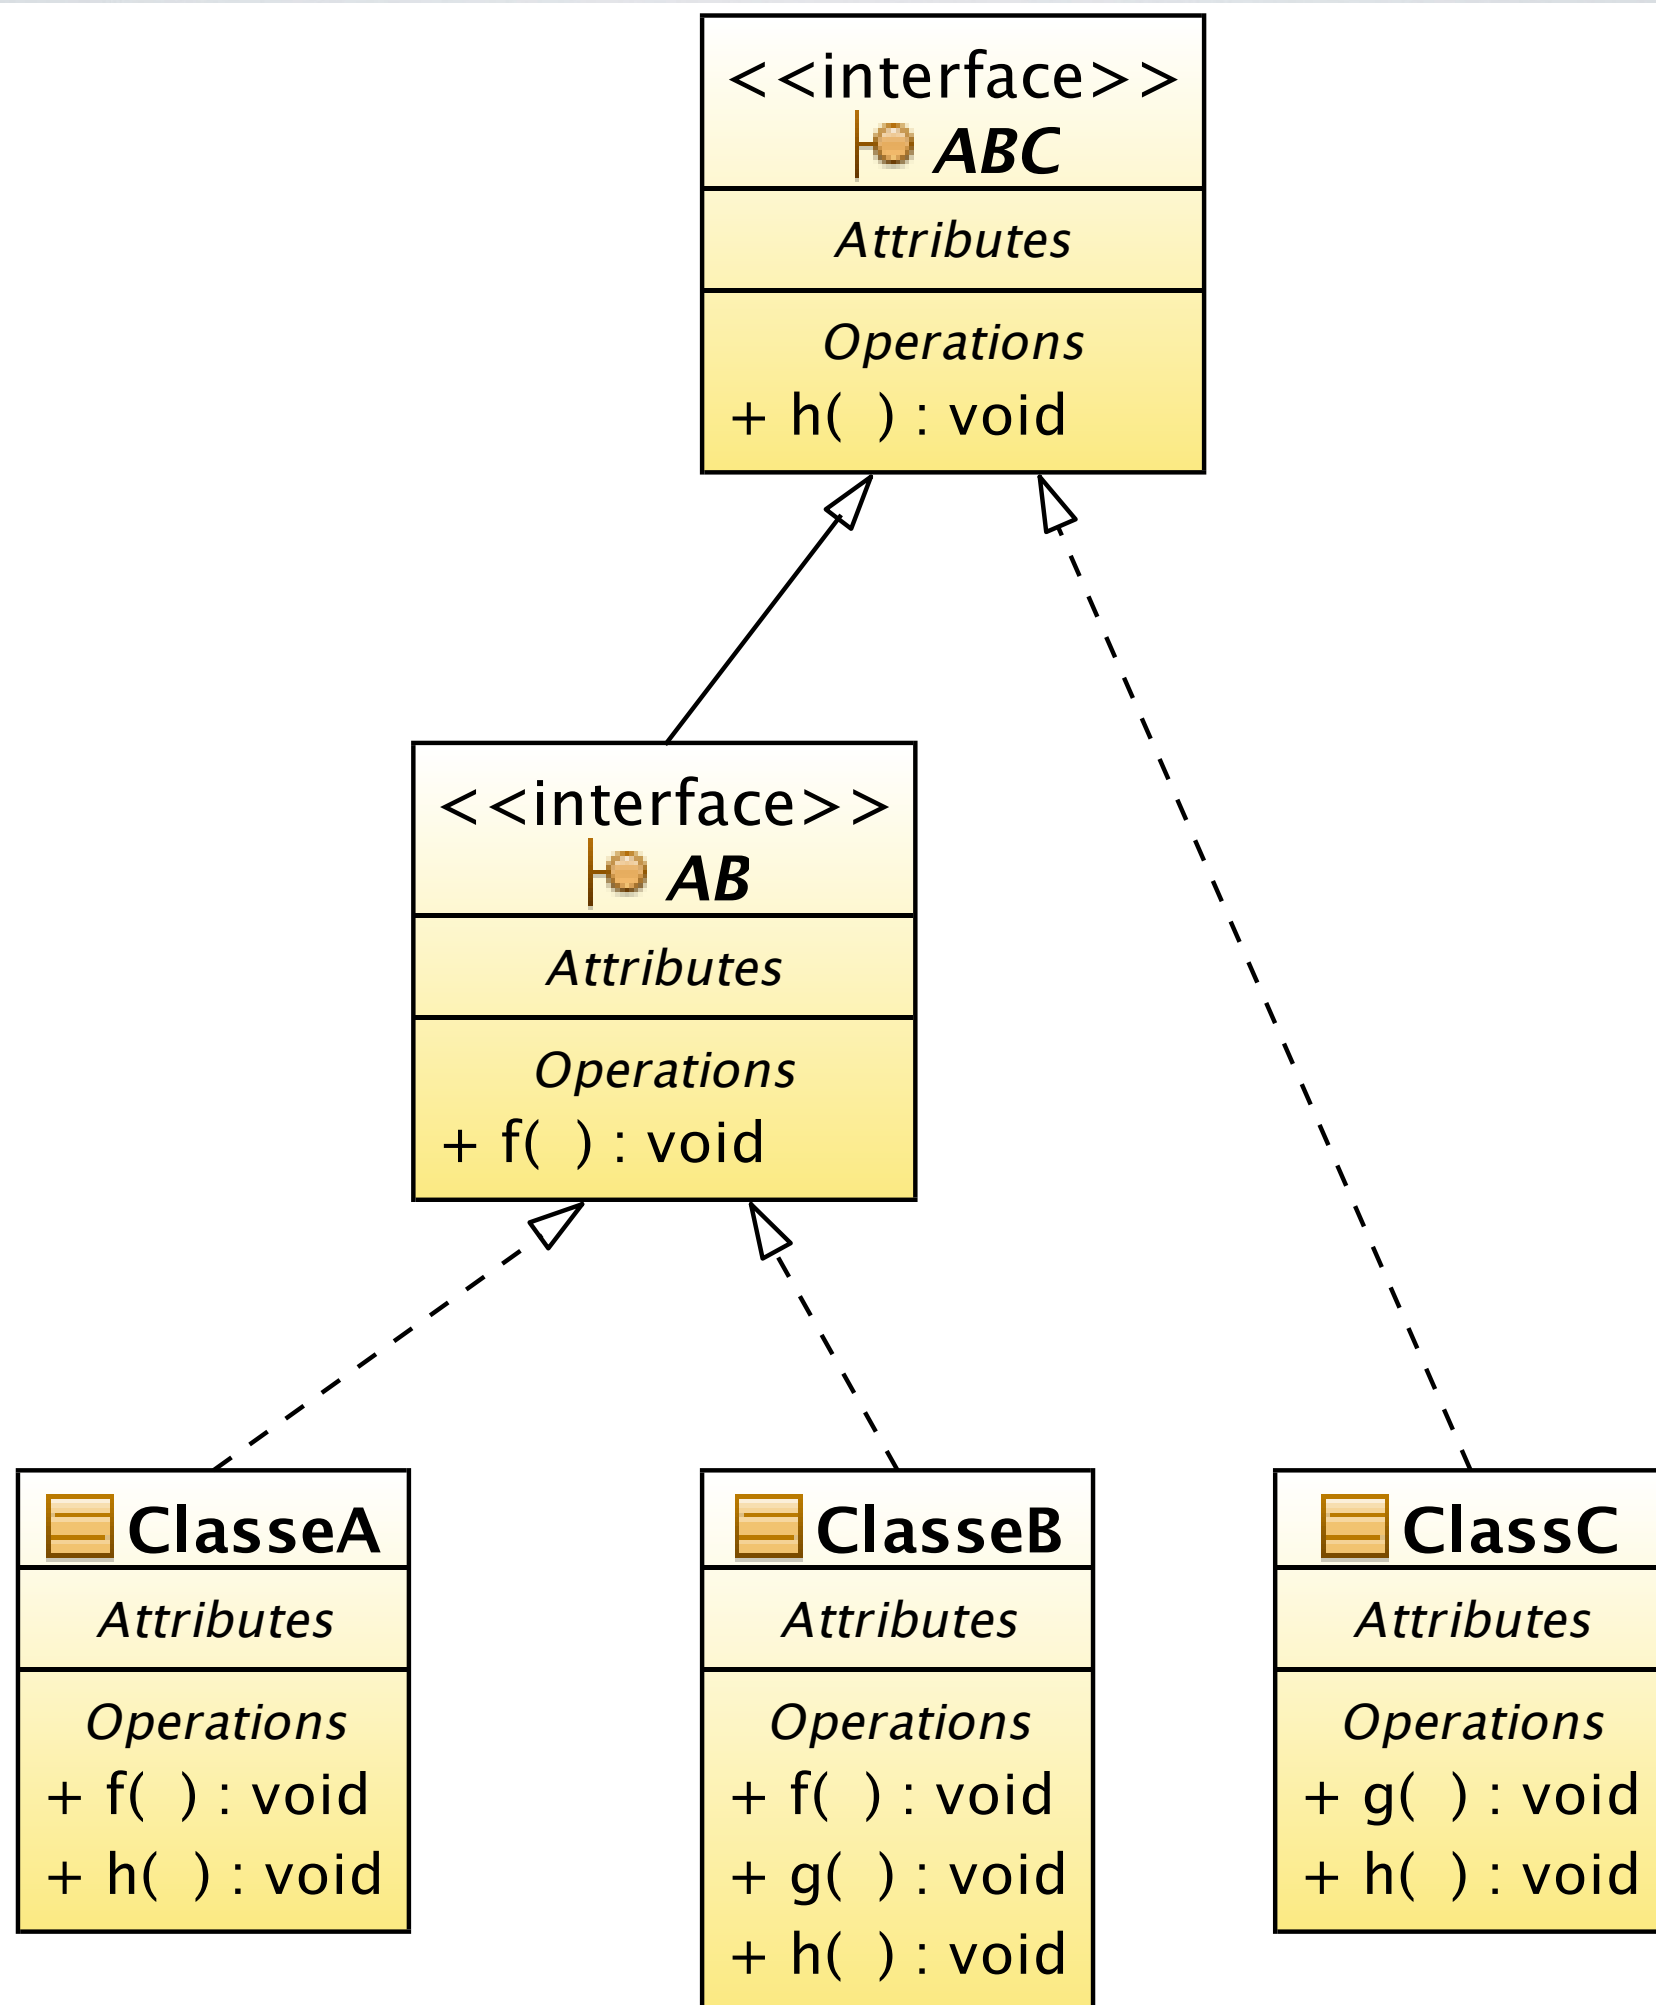 <<interface>>
ABC
Attributes
Operations
+ h( ) : void
<<interface>>
AB
Attributes
Operations
+ f( ) : void
ClasseA
Attributes
Operations
+ f( ) : void
+ h( ) : void
ClasseB
Attributes
Operations
+ f( ) : void
+ g( ) : void
+ h( ) : void
ClassC
Attributes
Operations
+ g( ) : void
+ h( ) : void